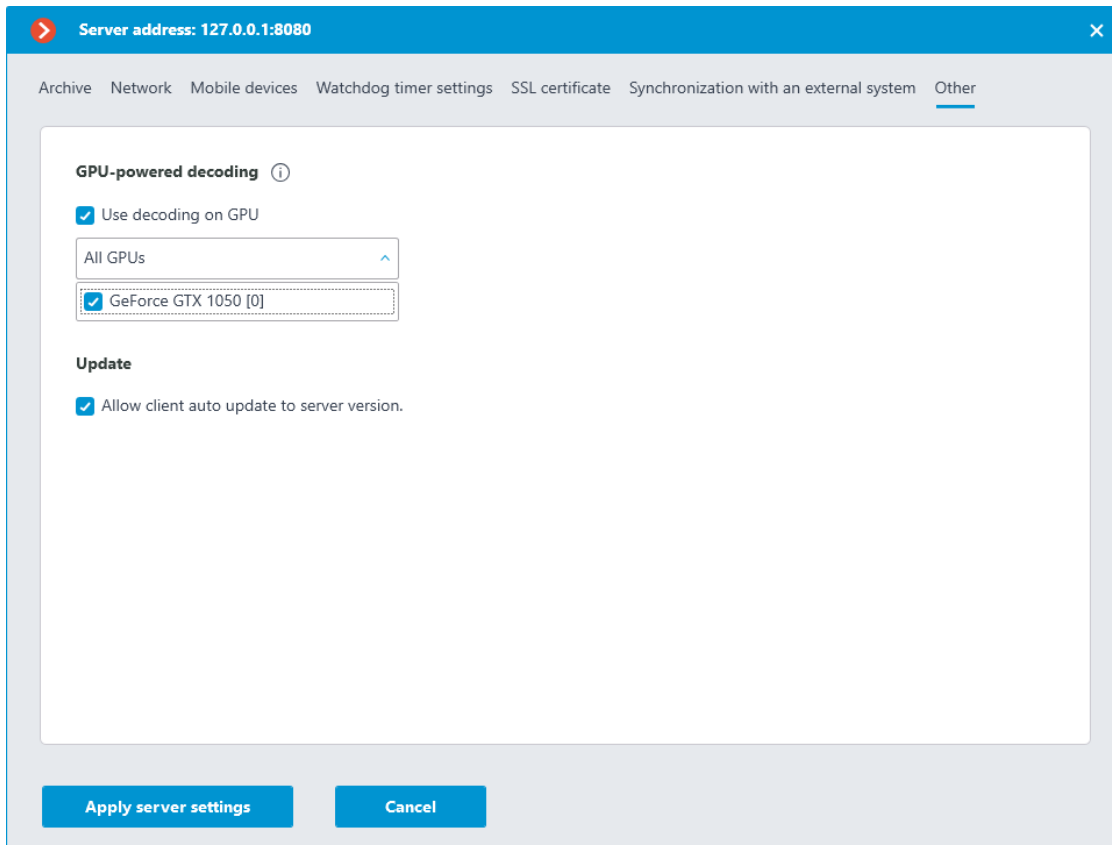 Server address: 127.0.0.1:8080
Archive Network Mobile devices Watchdog timer settings SSL certificate Synchronization with an external system Other
GPU-powered decoding
Use decoding on GPU
All GPUs
GeForce GTX 1050 [0]
Update
Allow client auto update to server version.
Apply server settings Cancel